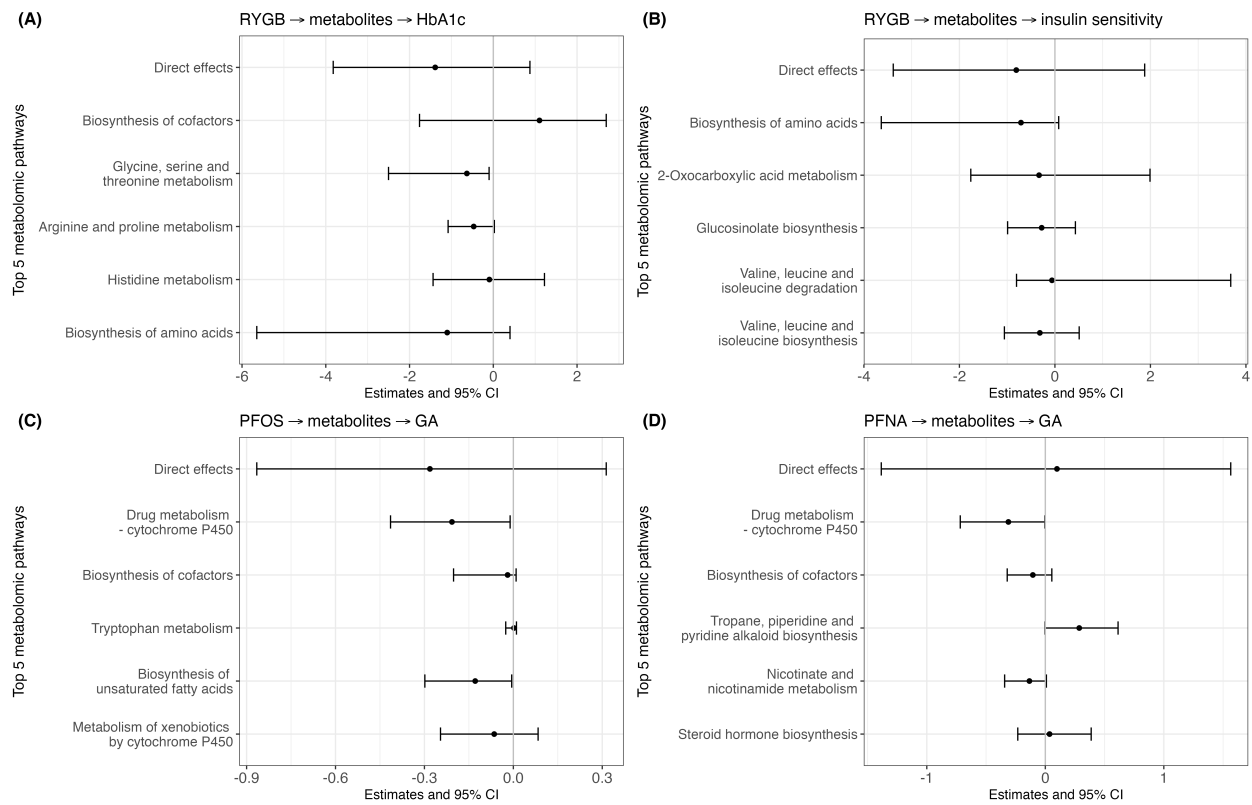 (A)
RYGB → metabolites → HbA1c
Top 5 metabolomic pathways
Direct effects
Biosynthesis of cofactors
Glycine, serine and
threonine metabolism
Arginine and proline metabolism
Histidine metabolism
Biosynthesis of amino acids
-6 -4 -2 0 2
Estimates and 95% CI
(B)
RYGB → metabolites → insulin sensitivity
Top 5 metabolomic pathways
Direct effects
Biosynthesis of amino acids
2-Oxocarboxylic acid metabolism
Glucosinolate biosynthesis
Valine, leucine and
isoleucine degradation
Valine, leucine and
isoleucine biosynthesis
-4 -2 0 2 4
Estimates and 95% CI
(C)
PFOS → metabolites → GA
Top 5 metabolomic pathways
Direct effects
Drug metabolism
- cytochrome P450
Biosynthesis of cofactors
Tryptophan metabolism
Biosynthesis of
unsaturated fatty acids
Metabolism of xenobiotics
by cytochrome P450
-0.9 -0.6 -0.3 0.0 0.3
Estimates and 95% CI
(D)
PFNA → metabolites → GA
Top 5 metabolomic pathways
Direct effects
Drug metabolism
- cytochrome P450
Biosynthesis of cofactors
Tropane, piperidine and
pyridine alkaloid biosynthesis
Nicotinate and
nicotinamide metabolism
Steroid hormone biosynthesis
-1 0 1
Estimates and 95% CI